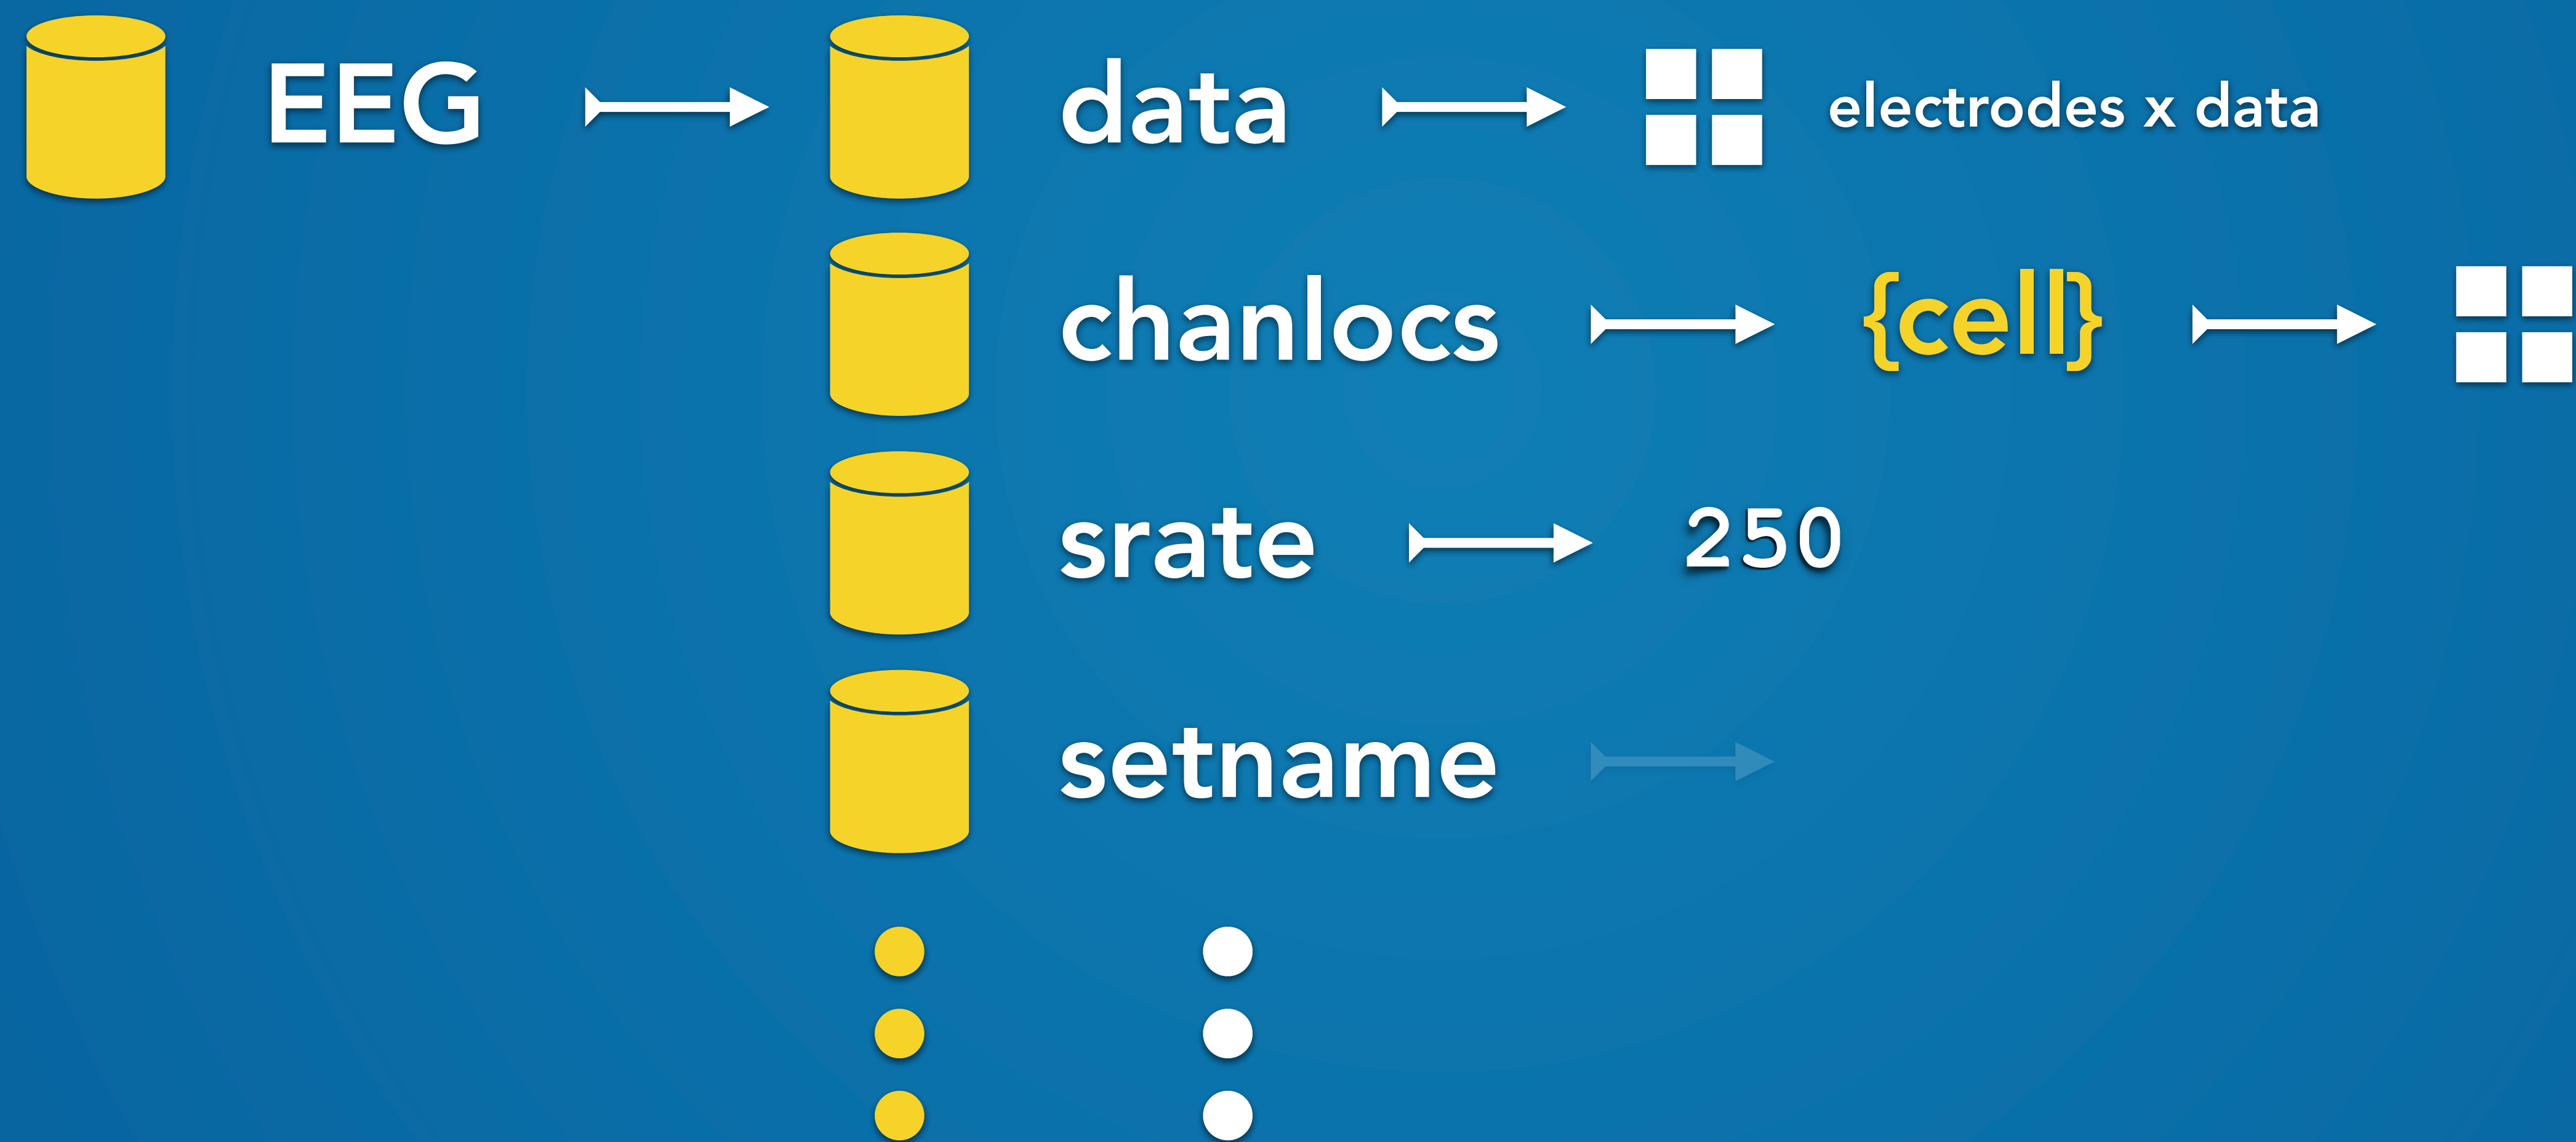 EEG data electrodes x data
chanlocs {cell}
srate 250
setname